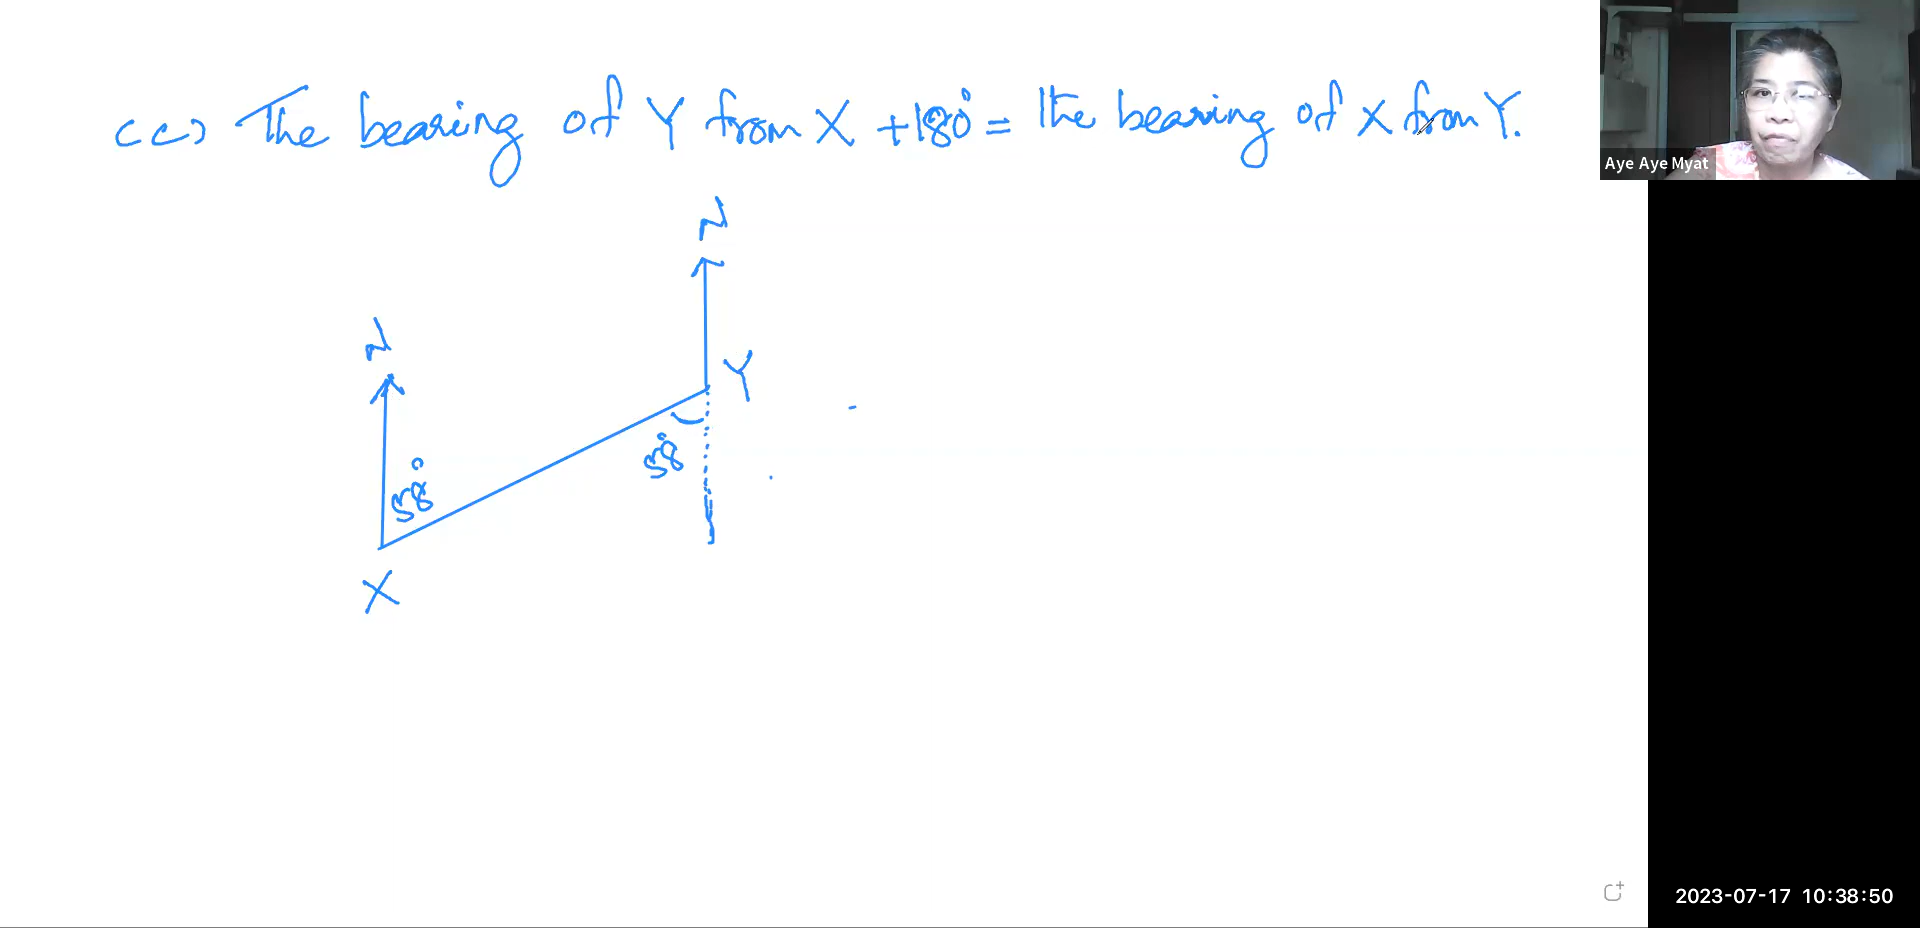 (c) The bearing of Y from X +180° = the bearing of X from Y.
Aye Aye Myat
N
N
Y
58°
58°
X
2023-07-17 10:38:50